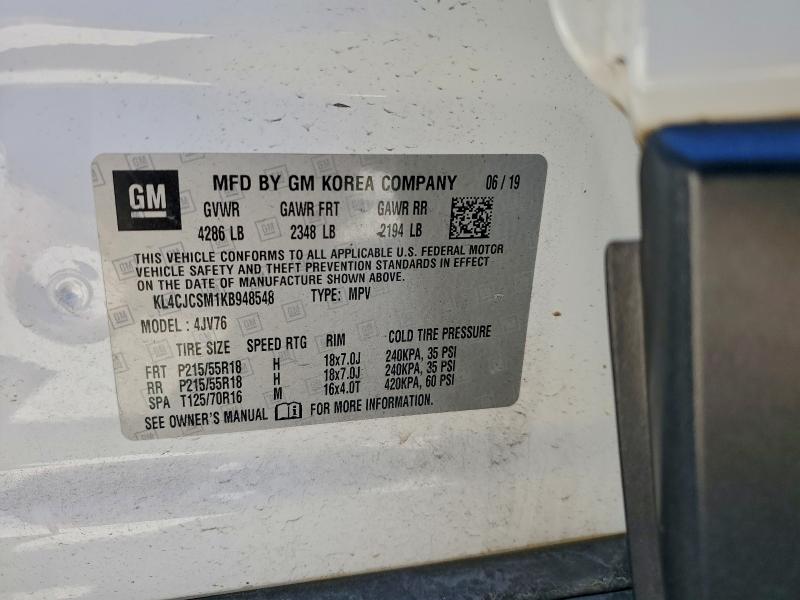 GM MFD BY GM KOREA COMPANY 06 / 19
GVWR GAWR FRT GAWR RR
4286 LB 2348 LB 2194 LB
THIS VEHICLE CONFORMS TO ALL APPLICABLE U.S. FEDERAL MOTOR
VEHICLE SAFETY AND THEFT PREVENTION STANDARDS IN EFFECT
ON THE DATE OF MANUFACTURE SHOWN ABOVE.
KL4CJCSM1KB948548 TYPE: MPV
MODEL : 4JV76
TIRE SIZE SPEED RTG RIM COLD TIRE PRESSURE
FRT P215/55R18 H 18x7.0J 240KPA, 35 PSI
RR P215/55R18 H 18x7.0J 240KPA, 35 PSI
SPA T125/70R16 M 16x4.0T 420KPA, 60 PSI
SEE OWNER'S MANUAL FOR MORE INFORMATION.